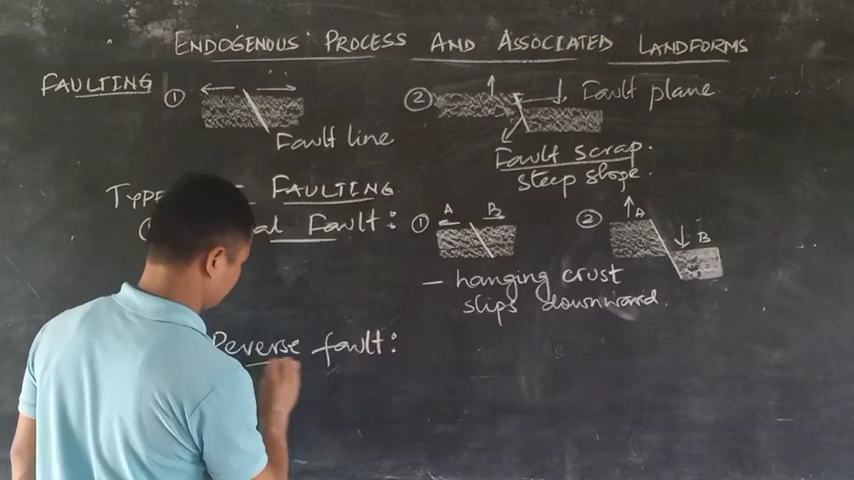 ENDOGENOUS PROCESS AND ASSOCIATED LANDFORMS
FAULTING
① Fault line
② Fault plane
Fault scrap.
steep slope.
FAULTING
al Fault:
① A B
② A B
– hanging crust
slips downward.
Reverse fault: